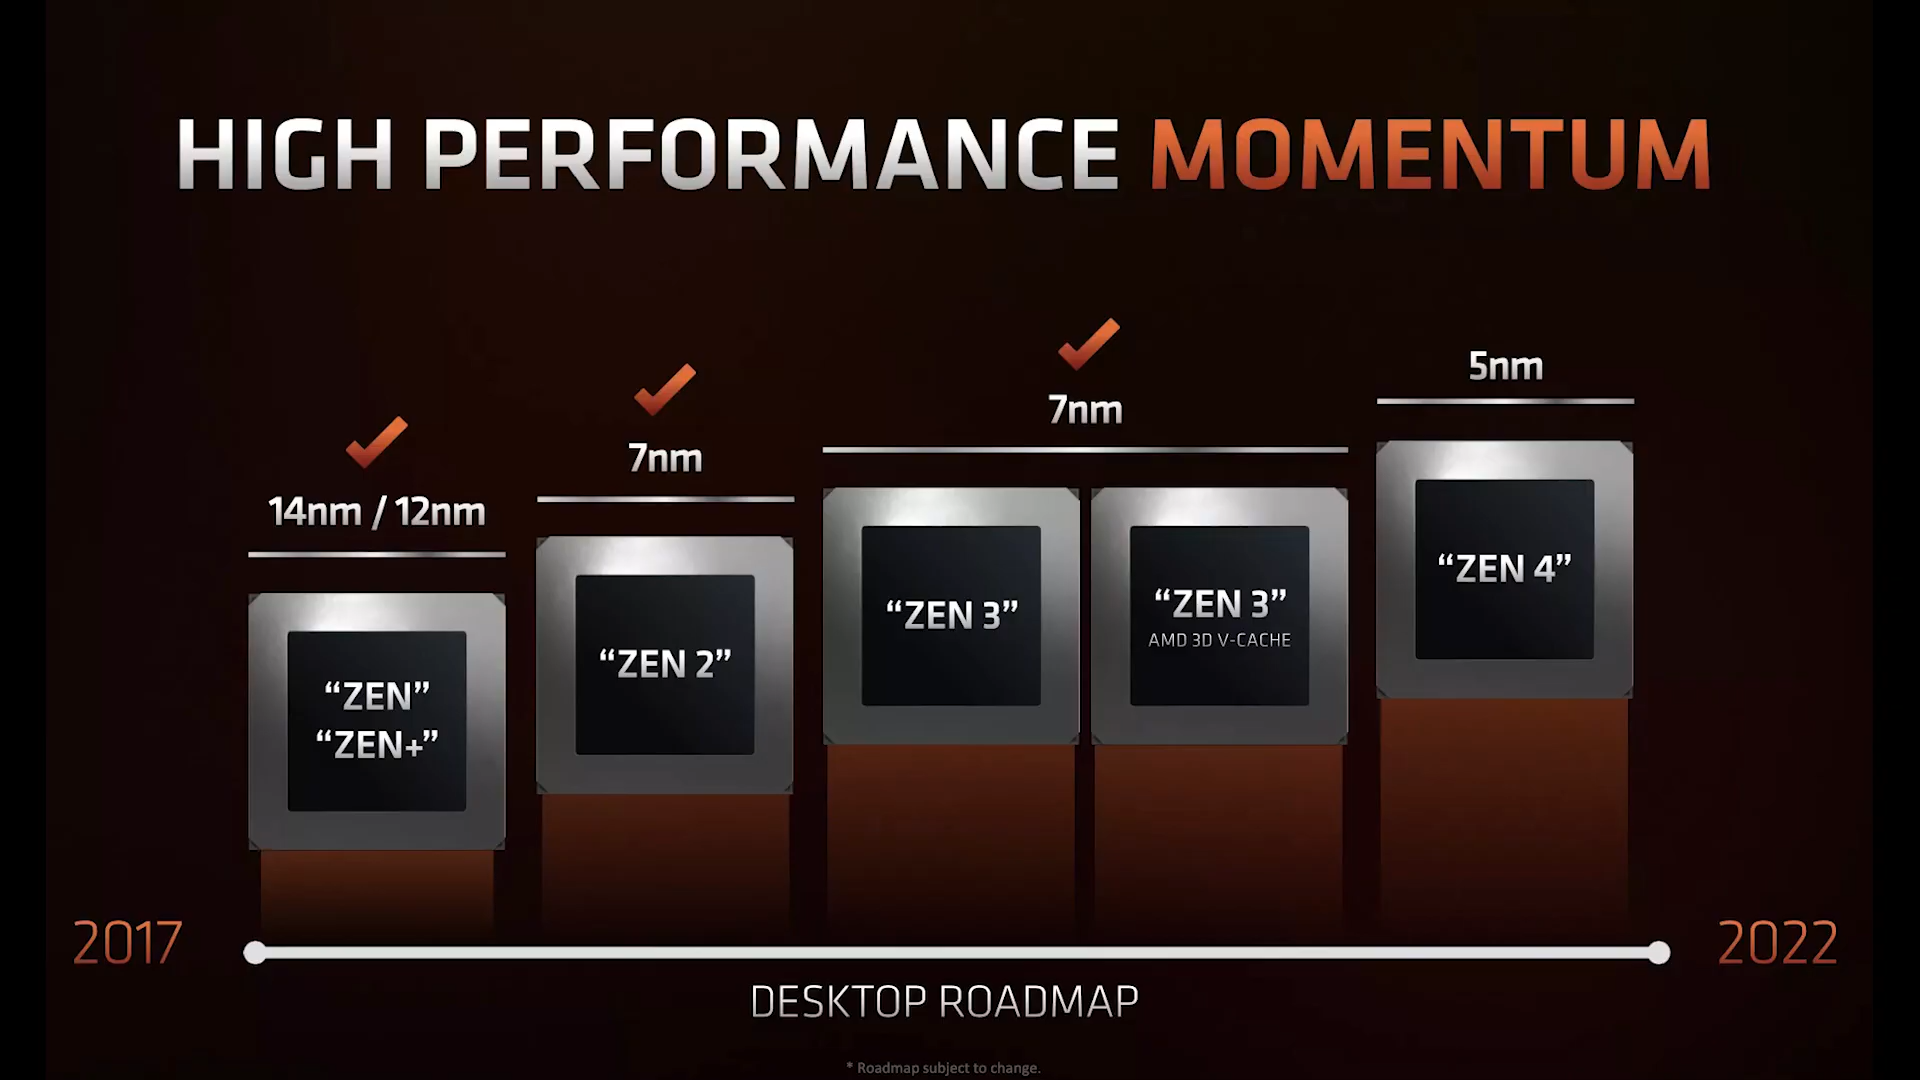 HIGH PERFORMANCE MOMENTUM
14nm / 12nm
“ZEN”
“ZEN+”
7nm
“ZEN 2”
7nm
“ZEN 3”
“ZEN 3”
AMD 3D V-CACHE
5nm
“ZEN 4”
2017
2022
DESKTOP ROADMAP
* Roadmap subject to change.